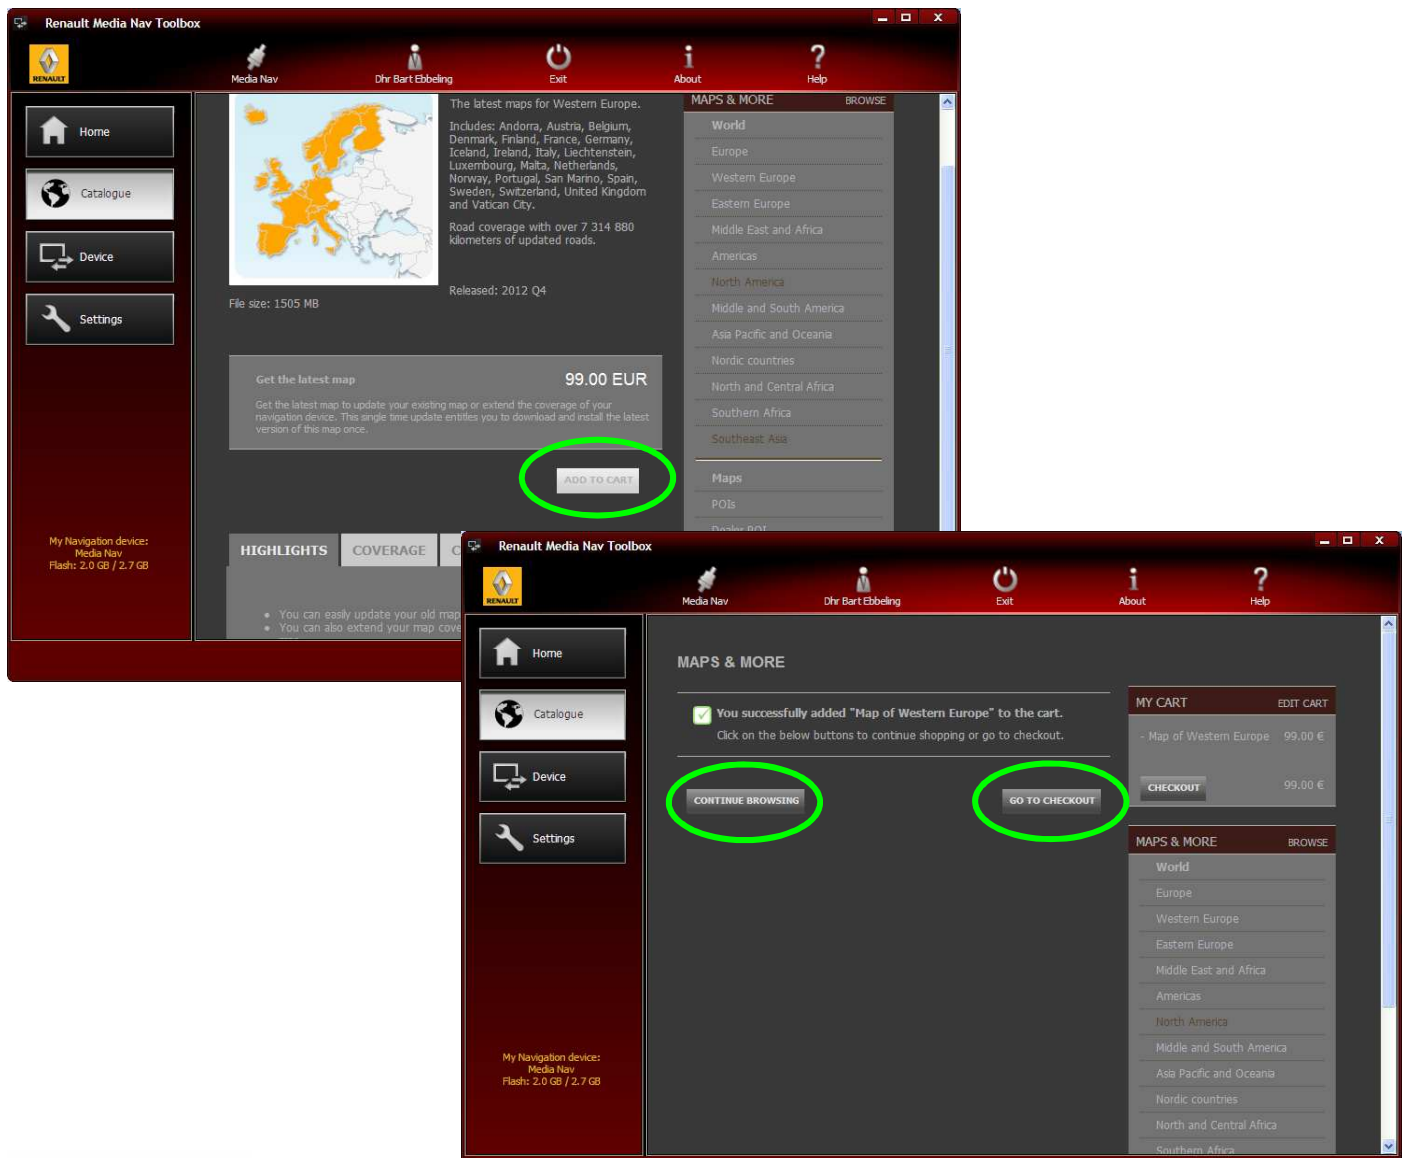 Renault Media Nav Toolbox
RENAULT
Media Nav
Dhr Bart Ebbeling
Exit
About
Help
Home
Catalogue
Device
Settings
My Navigation device:
Media Nav
Flash: 2.0 GB / 2.7 GB
The latest maps for Western Europe.
Includes: Andorra, Austria, Belgium,
Denmark, Finland, France, Germany,
Iceland, Ireland, Italy, Liechtenstein,
Luxembourg, Malta, Netherlands,
Norway, Portugal, San Marino, Spain,
Sweden, Switzerland, United Kingdom
and Vatican City.
Road coverage with over 7 314 880
kilometers of updated roads.
Released: 2012 Q4
File size: 1505 MB
Get the latest map
99.00 EUR
Get the latest map to update your existing map or extend the coverage of your
navigation device. This single time update entitles you to download and install the latest
version of this map once.
ADD TO CART
HIGHLIGHTS
COVERAGE
C
• You can easily update your old map
• You can also extend your map cove
MAPS & MORE
BROWSE
World
Europe
Western Europe
Eastern Europe
Middle East and Africa
Americas
North America
Middle and South America
Asia Pacific and Oceania
Nordic countries
North and Central Africa
Southern Africa
Southeast Asia
Maps
POIs
Dealer POI
Renault Media Nav Toolbox
RENAULT
Media Nav
Dhr Bart Ebbeling
Exit
About
Help
Home
Catalogue
Device
Settings
My Navigation device:
Media Nav
Flash: 2.0 GB / 2.7 GB
MAPS & MORE
You successfully added "Map of Western Europe" to the cart.
Click on the below buttons to continue shopping or go to checkout.
CONTINUE BROWSING
GO TO CHECKOUT
MY CART
EDIT CART
- Map of Western Europe 99.00 €
CHECKOUT
99.00 €
MAPS & MORE
BROWSE
World
Europe
Western Europe
Eastern Europe
Middle East and Africa
Americas
North America
Middle and South America
Asia Pacific and Oceania
Nordic countries
North and Central Africa
Southern Africa